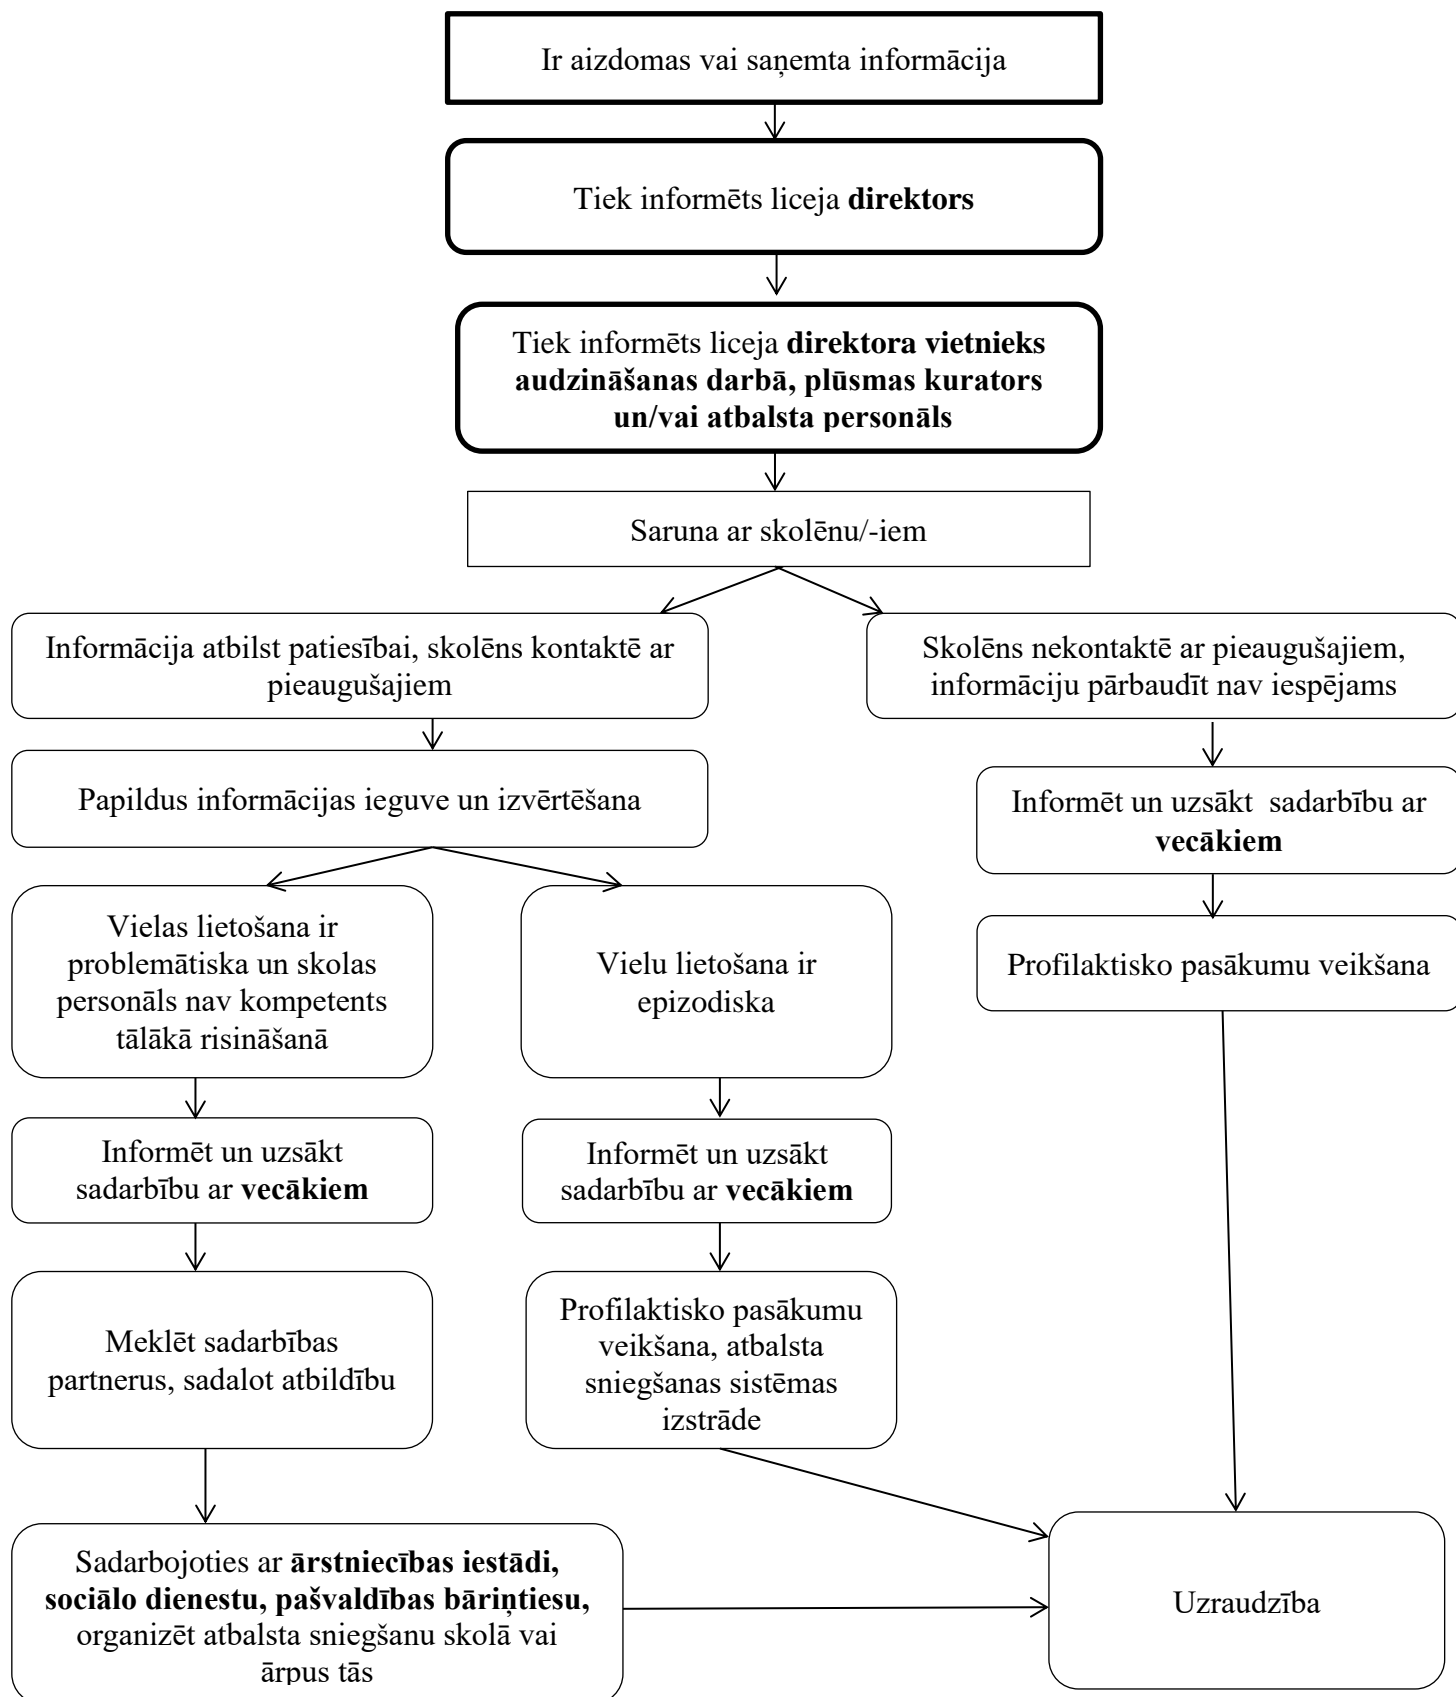 Ir aizdomas vai saņemta informācija
Tiek informēts liceja direktors
Tiek informēts liceja direktora vietnieks
audzināšanas darbā, plūsmas kurators
un/vai atbalsta personāls
Saruna ar skolēnu/-iem
Informācija atbilst patiesībai, skolēns kontaktē ar
pieaugušajiem
Skolēns nekontaktē ar pieaugušajiem,
informāciju pārbaudīt nav iespējams
Papildus informācijas ieguve un izvērtēšana
Informēt un uzsākt sadarbību ar
vecākiem
Vielas lietošana ir
problemātiska un skolas
personāls nav kompetents
tālākā risināšanā
Vielu lietošana ir
epizodiska
Profilaktisko pasākumu veikšana
Informēt un uzsākt
sadarbību ar vecākiem
Informēt un uzsākt
sadarbību ar vecākiem
Meklēt sadarbības
partnerus, sadalot atbildību
Profilaktisko pasākumu
veikšana, atbalsta
sniegšanas sistēmas
izstrāde
Sadarbojoties ar ārstniecības iestādi,
sociālo dienestu, pašvaldības bāriņtiesu,
organizēt atbalsta sniegšanu skolā vai
ārpus tās
Uzraudzība